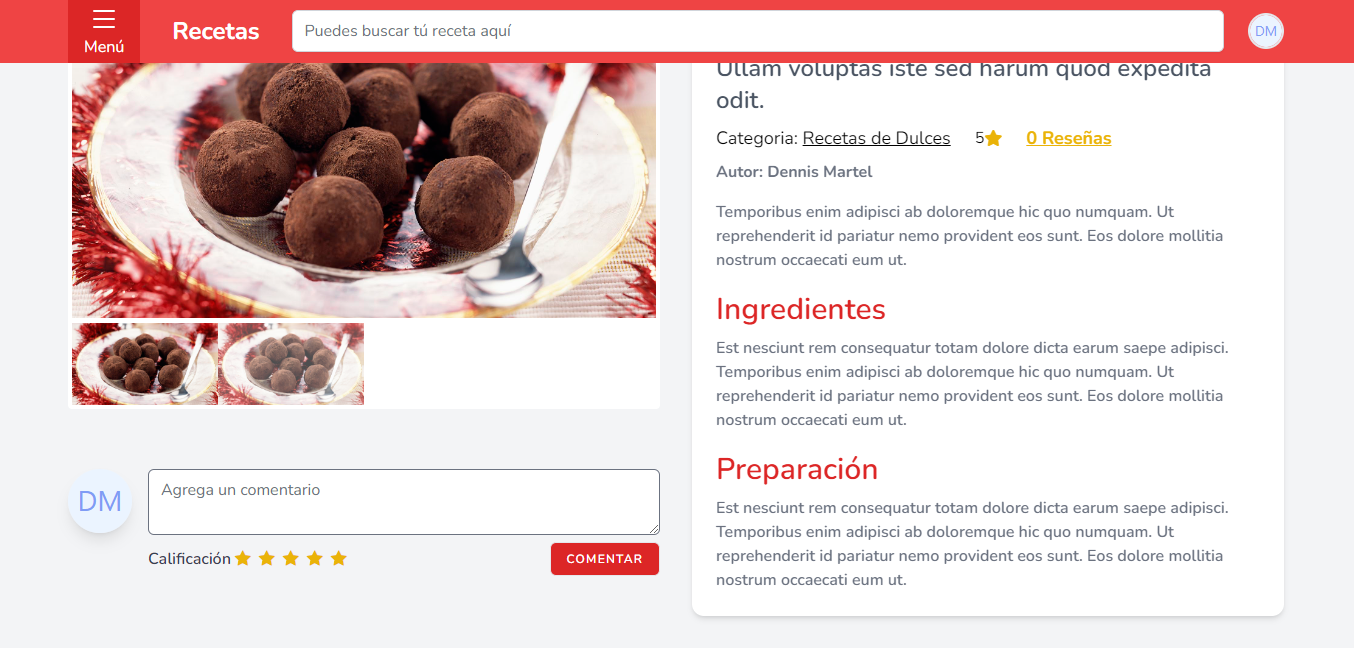 Menú
Recetas
Puedes buscar tú receta aquí
DM
Ullam voluptas iste sed harum quod expedita
odit.
Categoria: Recetas de Dulces 5 0 Reseñas
Autor: Dennis Martel
Temporibus enim adipisci ab doloremque hic quo numquam. Ut
reprehenderit id pariatur nemo provident eos sunt. Eos dolore mollitia
nostrum occaecati eum ut.
Ingredientes
Est nesciunt rem consequatur totam dolore dicta earum saepe adipisci.
Temporibus enim adipisci ab doloremque hic quo numquam. Ut
reprehenderit id pariatur nemo provident eos sunt. Eos dolore mollitia
nostrum occaecati eum ut.
Preparación
Est nesciunt rem consequatur totam dolore dicta earum saepe adipisci.
Temporibus enim adipisci ab doloremque hic quo numquam. Ut
reprehenderit id pariatur nemo provident eos sunt. Eos dolore mollitia
nostrum occaecati eum ut.
DM
Agrega un comentario
Calificación
COMENTAR